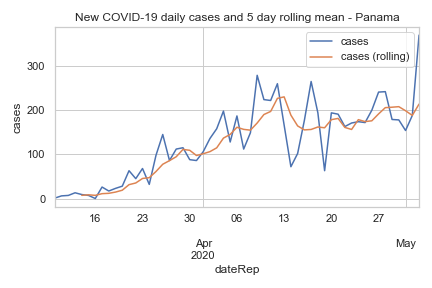 New COVID-19 daily cases and 5 day rolling mean - Panama
cases
cases (rolling)
cases
300
200
100
0
16 23 30 06 13 20 27
Apr May
2020
dateRep